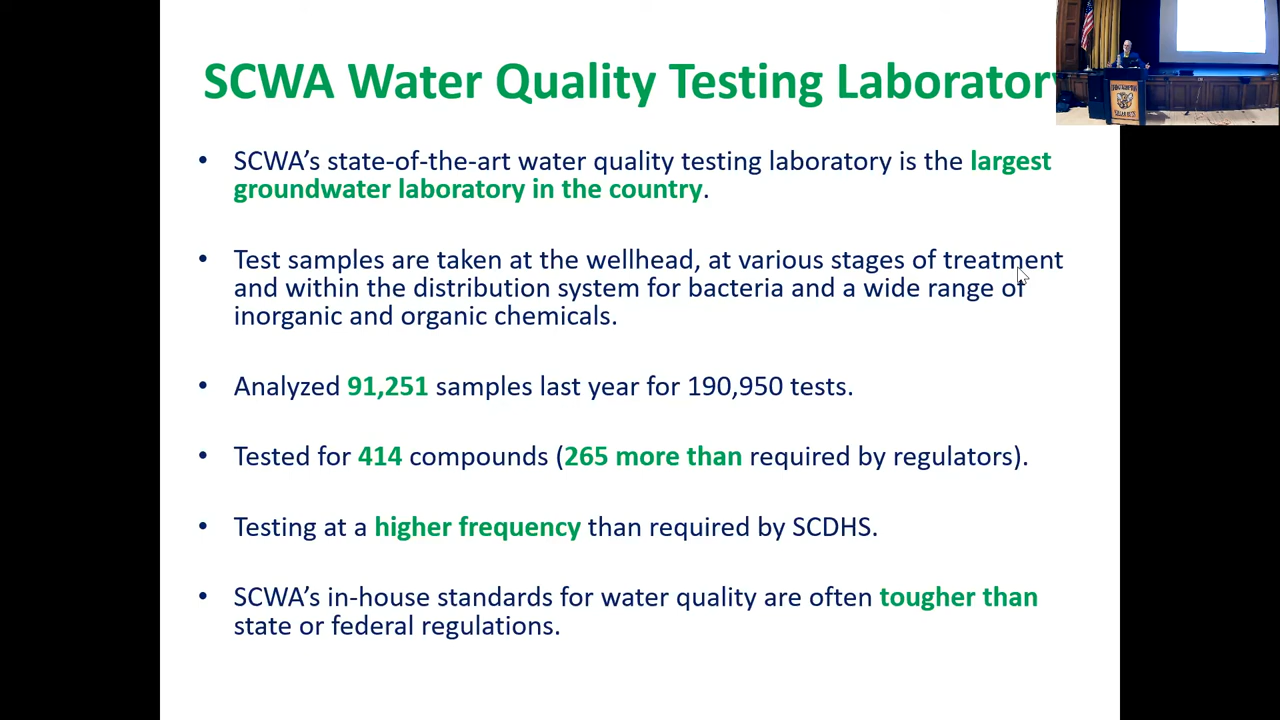 SCWA Water Quality Testing Laboratory
• SCWA’s state-of-the-art water quality testing laboratory is the largest
groundwater laboratory in the country.
• Test samples are taken at the wellhead, at various stages of treatment
and within the distribution system for bacteria and a wide range of
inorganic and organic chemicals.
• Analyzed 91,251 samples last year for 190,950 tests.
• Tested for 414 compounds (265 more than required by regulators).
• Testing at a higher frequency than required by SCDHS.
• SCWA’s in-house standards for water quality are often tougher than
state or federal regulations.